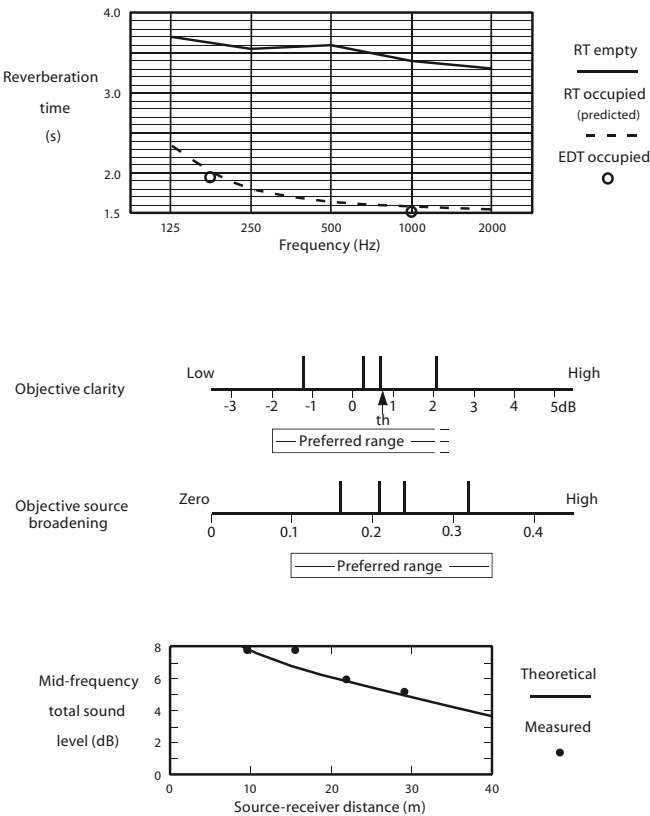 4.0
3.0
2.0
1.5
Reverberation
time
(s)
125 250 500 1000 2000
Frequency (Hz)
RT empty
RT occupied
(predicted)
EDT occupied
Objective clarity
Low
High
-3 -2 -1 0 1 2 3 4 5dB
th
Preferred range
Objective source
broadening
Zero
High
0 0.1 0.2 0.3 0.4
Preferred range
Mid-frequency
total sound
level (dB)
8
6
4
2
0
0 10 20 30 40
Source-receiver distance (m)
Theoretical
Measured